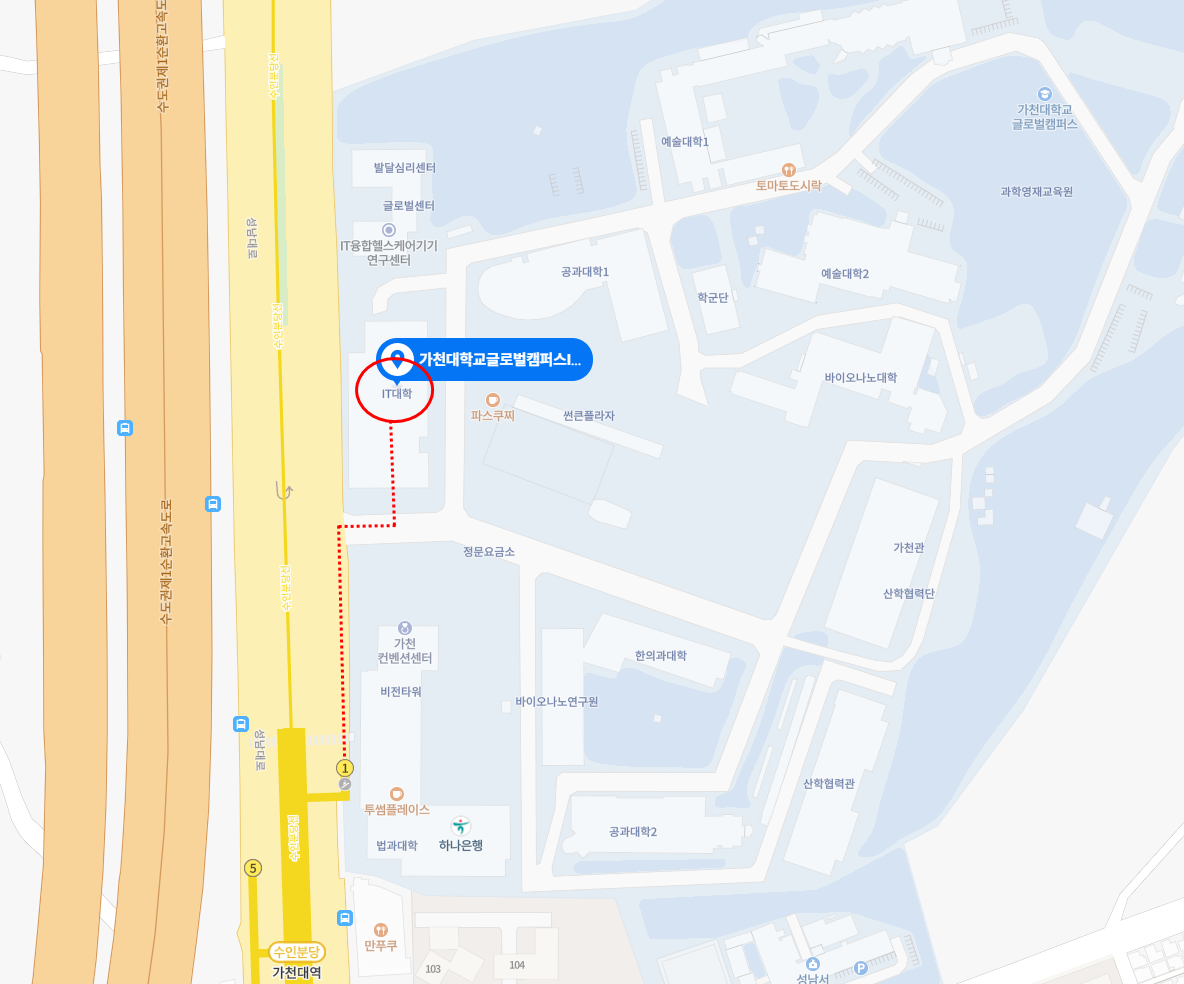 수도권제1순환고속도로
수인분당선
가천대학교
글로벌캠퍼스
예술대학1
발달심리센터
토마토도시락
과학영재교육원
글로벌센터
성남대로
IT융합헬스케어기기
연구센터
공과대학1
예술대학2
학군단
수인분당선
가천대학교글로벌캠퍼스I...
바이오나노대학
IT대학
파스쿠찌
썬큰플라자
수도권제1순환고속도로
정문요금소
가천관
수인분당선
산학협력단
가천
컨벤션센터
한의과대학
비전타워
바이오나노연구원
성남대로
1
산학협력관
투썸플레이스
수인분당선
공과대학2
법과대학
하나은행
5
만푸쿠
수인분당
가천대역
103
104
P
성남서